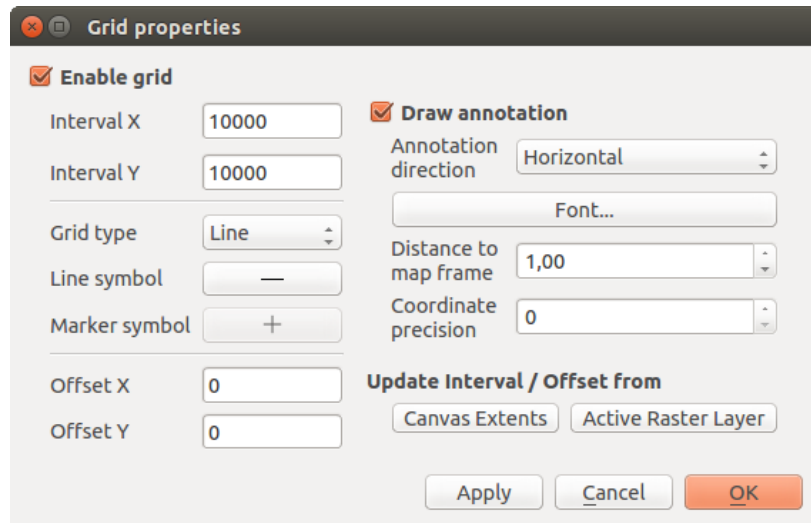 Grid properties
Enable grid
Interval X 10000
Interval Y 10000
Grid type Line
Line symbol
Marker symbol
Offset X 0
Offset Y 0
Draw annotation
Annotation
direction Horizontal
Font...
Distance to
map frame 1,00
Coordinate
precision 0
Update Interval / Offset from
Canvas Extents Active Raster Layer
Apply Cancel OK